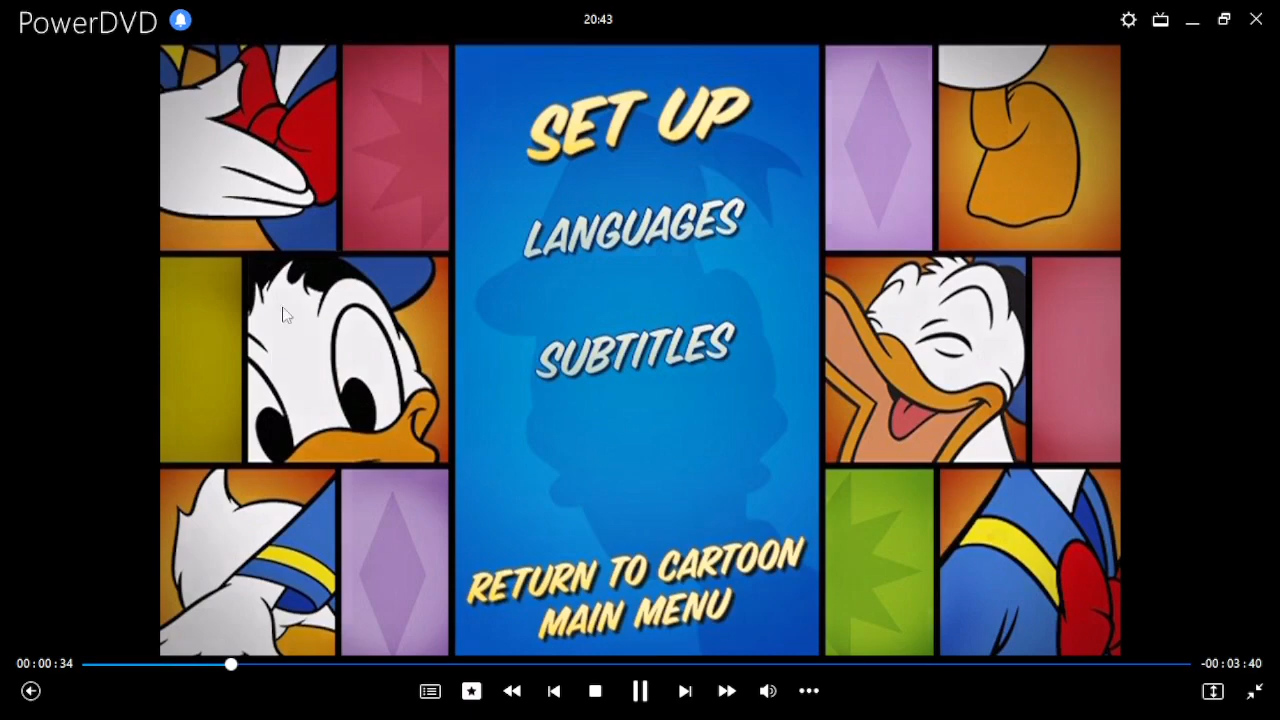 PowerDVD
20:43
SET UP
LANGUAGES
SUBTITLES
RETURN TO CARTOON
MAIN MENU
00:00:34
-00:03:40